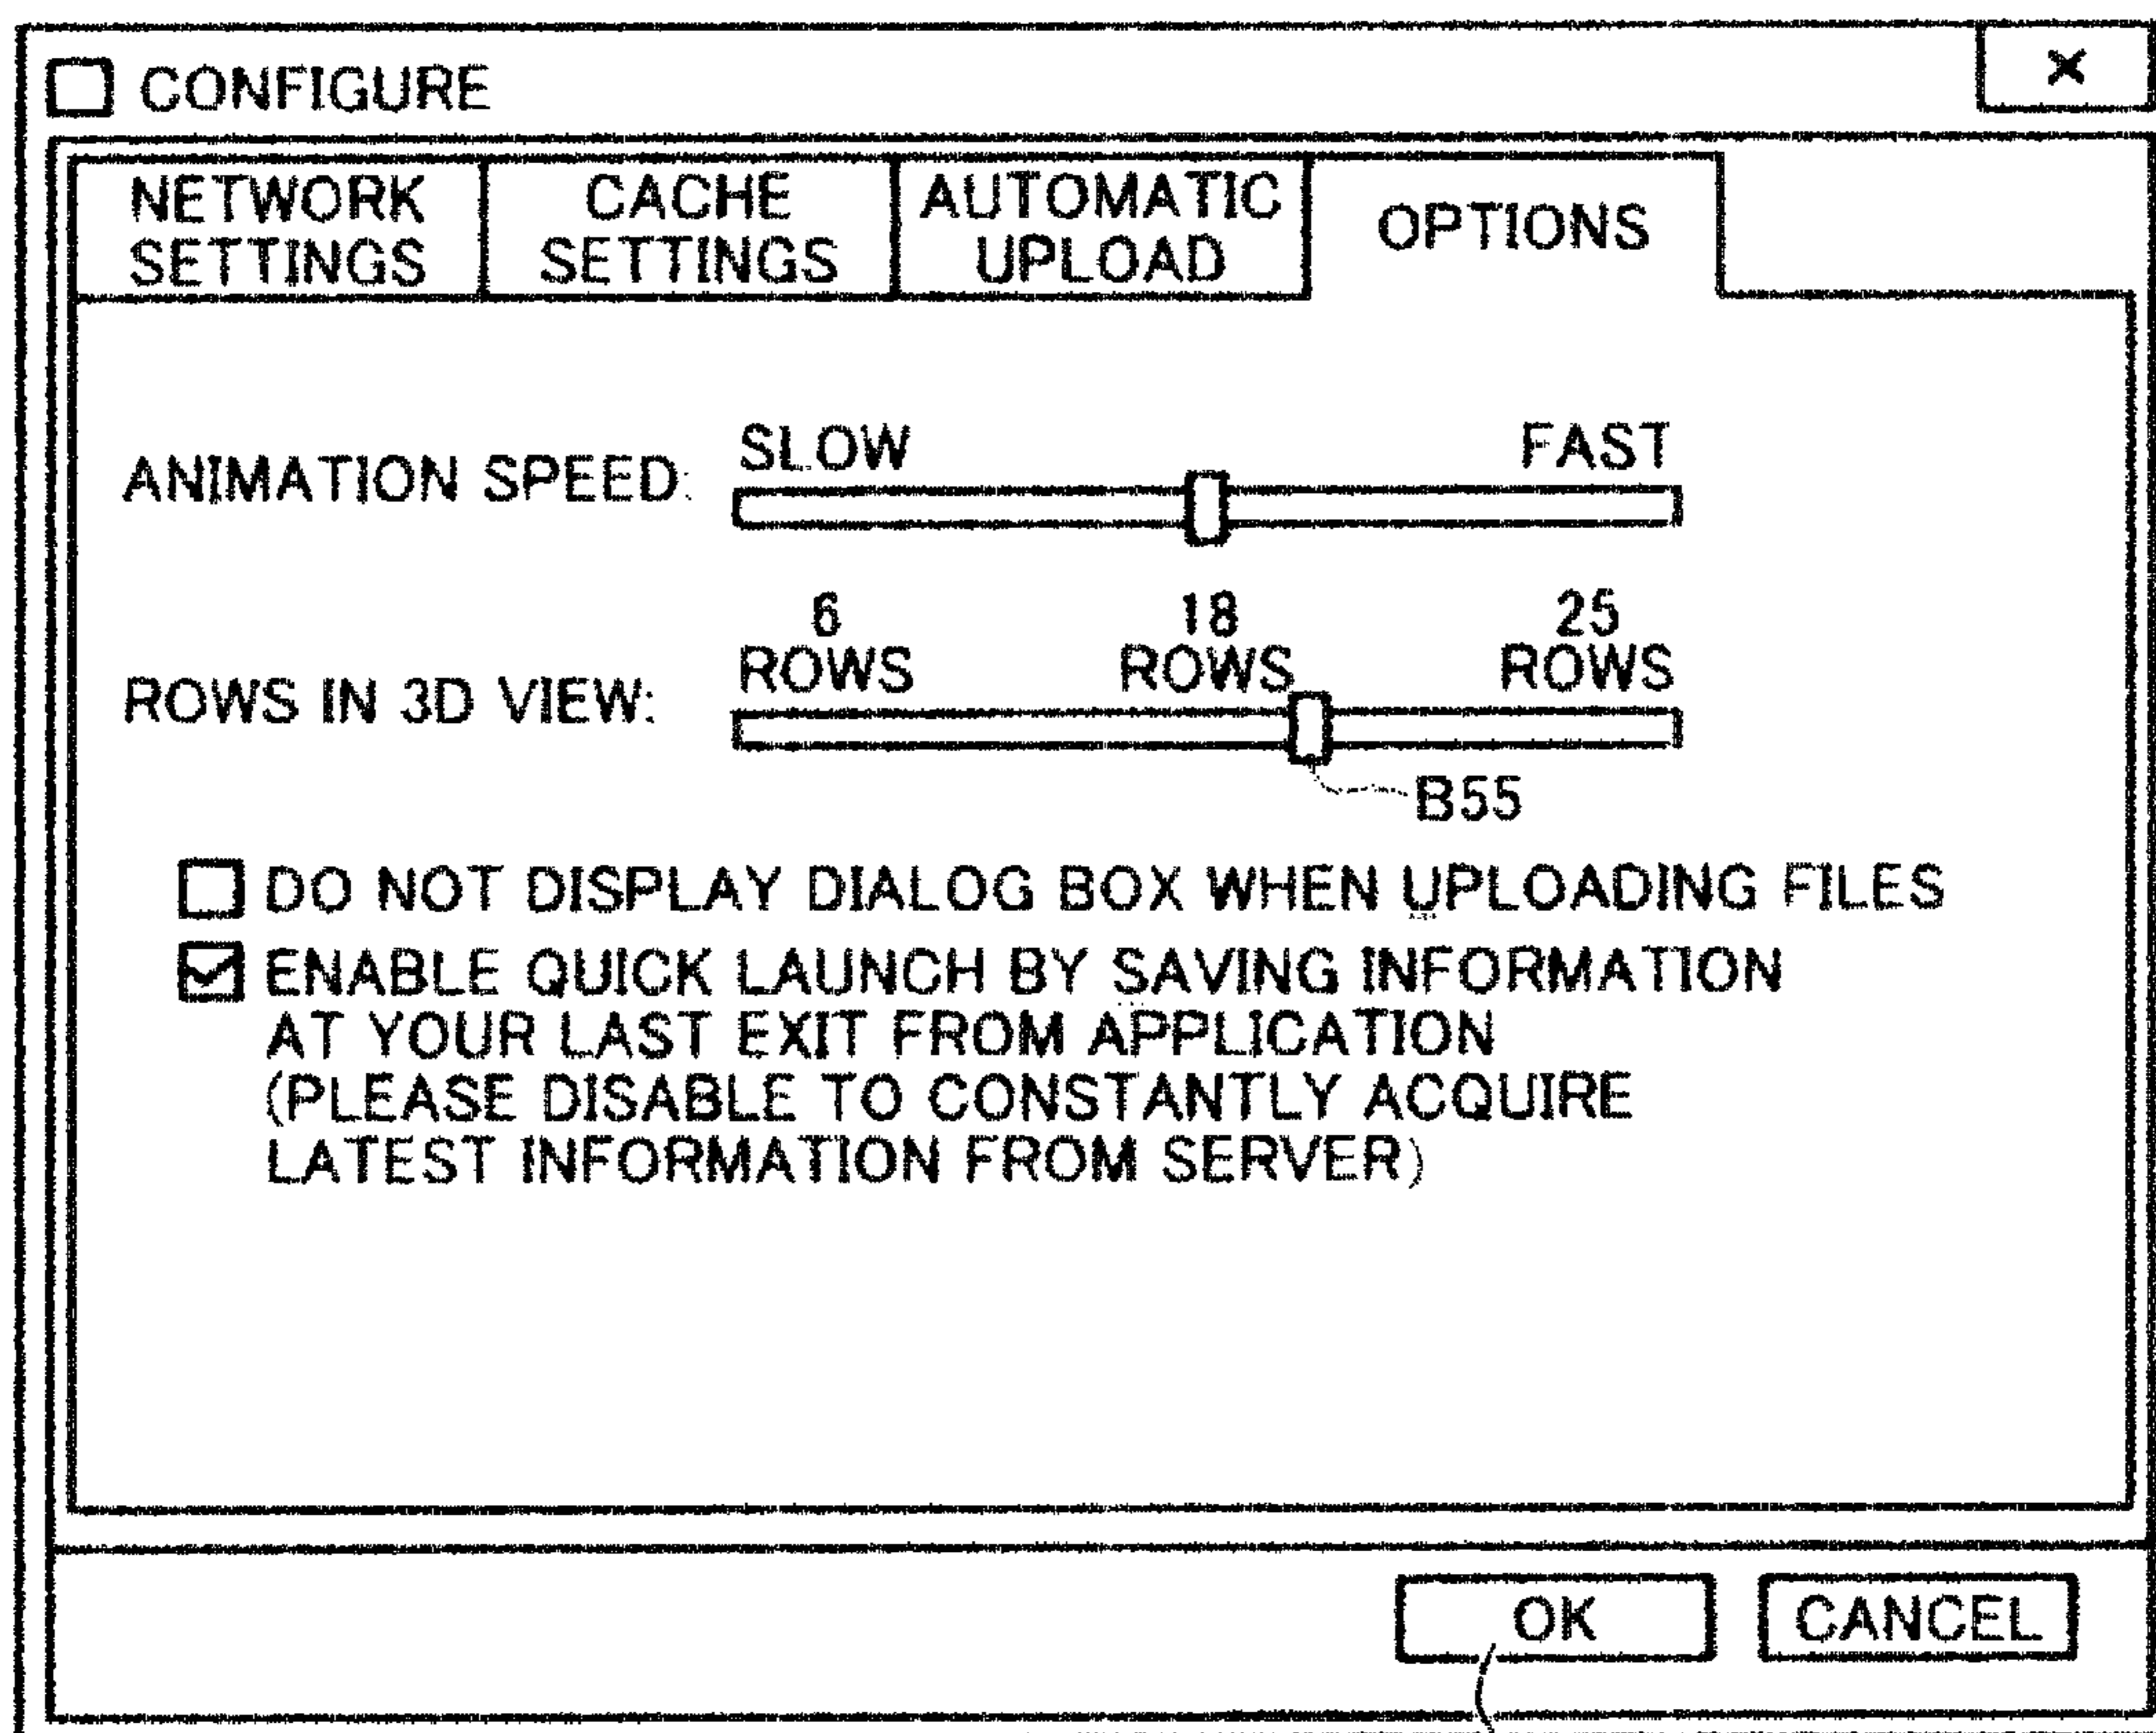 CONFIGURE ×
NETWORK SETTINGS
CACHE SETTINGS
AUTOMATIC UPLOAD
OPTIONS
ANIMATION SPEED:
SLOW FAST
ROWS IN 3D VIEW:
6 ROWS
18 ROWS
25 ROWS
B55
DO NOT DISPLAY DIALOG BOX WHEN UPLOADING FILES
ENABLE QUICK LAUNCH BY SAVING INFORMATION
AT YOUR LAST EXIT FROM APPLICATION
(PLEASE DISABLE TO CONSTANTLY ACQUIRE
LATEST INFORMATION FROM SERVER)
OK CANCEL